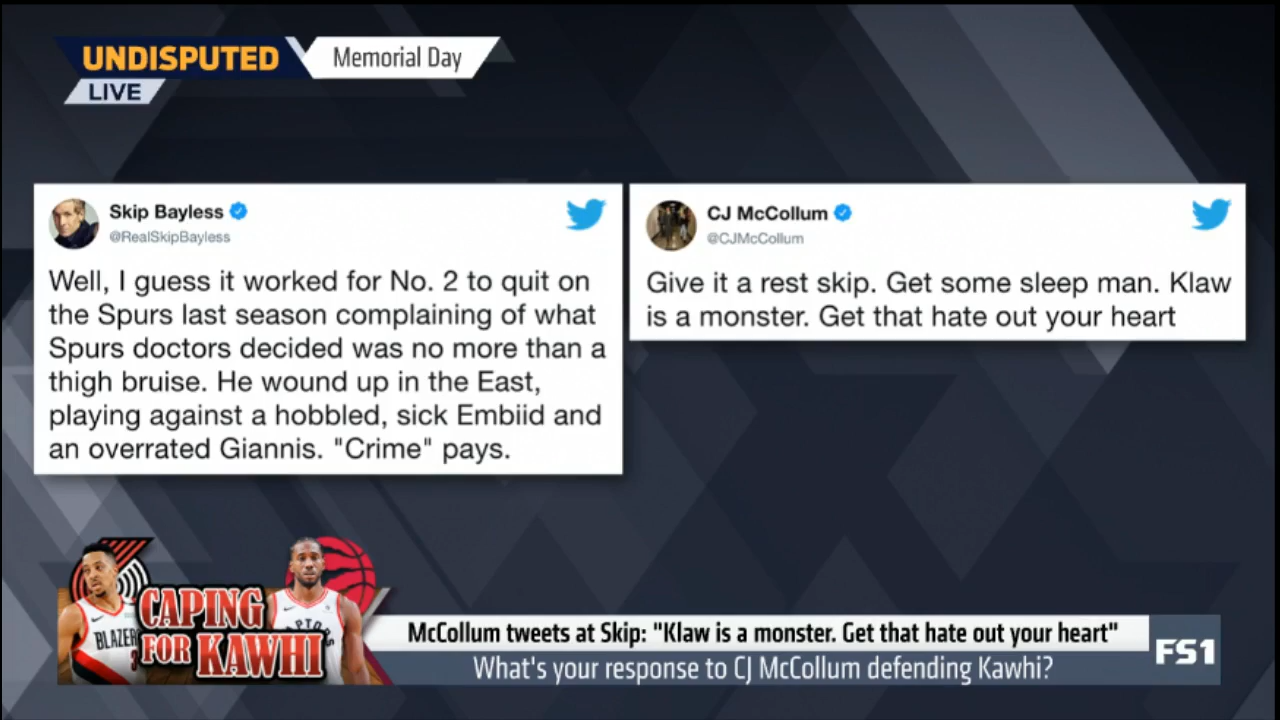 UNDISPUTED
Memorial Day
LIVE
Skip Bayless
@RealSkipBayless
Well, I guess it worked for No. 2 to quit on
the Spurs last season complaining of what
Spurs doctors decided was no more than a
thigh bruise. He wound up in the East,
playing against a hobbled, sick Embiid and
an overrated Giannis. "Crime" pays.
CJ McCollum
@CJMcCollum
Give it a rest skip. Get some sleep man. Klaw
is a monster. Get that hate out your heart
CAPING
FOR KAWHI
BLAZER
McCollum tweets at Skip: "Klaw is a monster. Get that hate out your heart"
What's your response to CJ McCollum defending Kawhi?
FS1